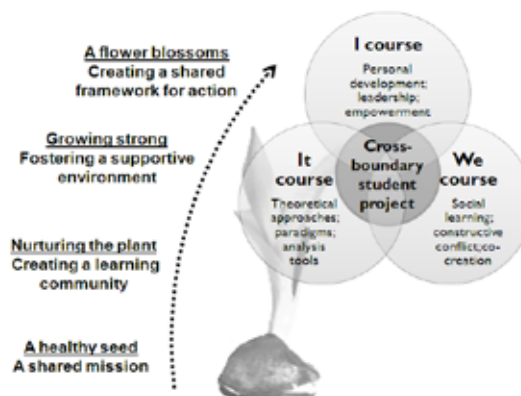 A flower blossoms
Creating a shared
framework for action
Growing strong
Fostering a supportive
environment
Nurturing the plant
Creating a learning
community
A healthy seed
A shared mission
I course
Personal
development;
leadership;
empowerment
It
course
Theoretical
approaches;
paradigms;
analysis
tools
Cross-
boundary
student
project
We
course
Social
learning;
constructive
conflict;co-
creation